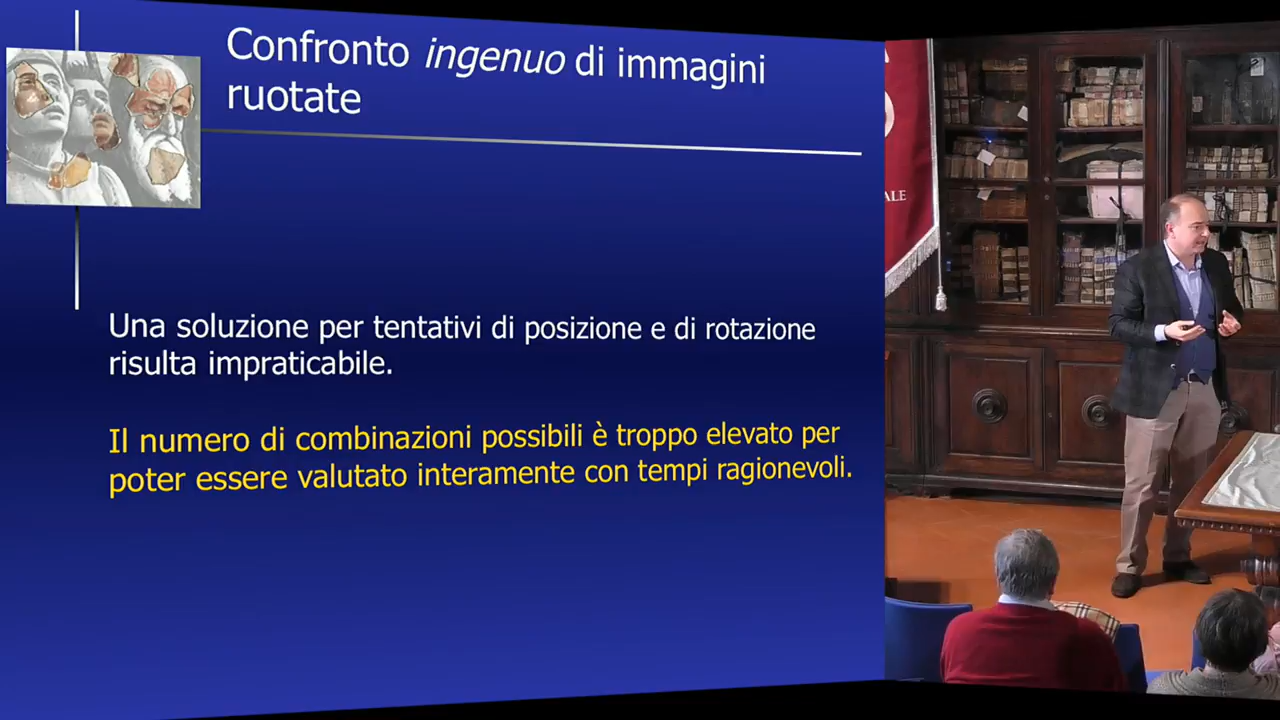 Confronto ingenuo di immagini
ruotate
Una soluzione per tentativi di posizione e di rotazione
risulta impraticabile.
Il numero di combinazioni possibili è troppo elevato per
poter essere valutato interamente con tempi ragionevoli.
ALE